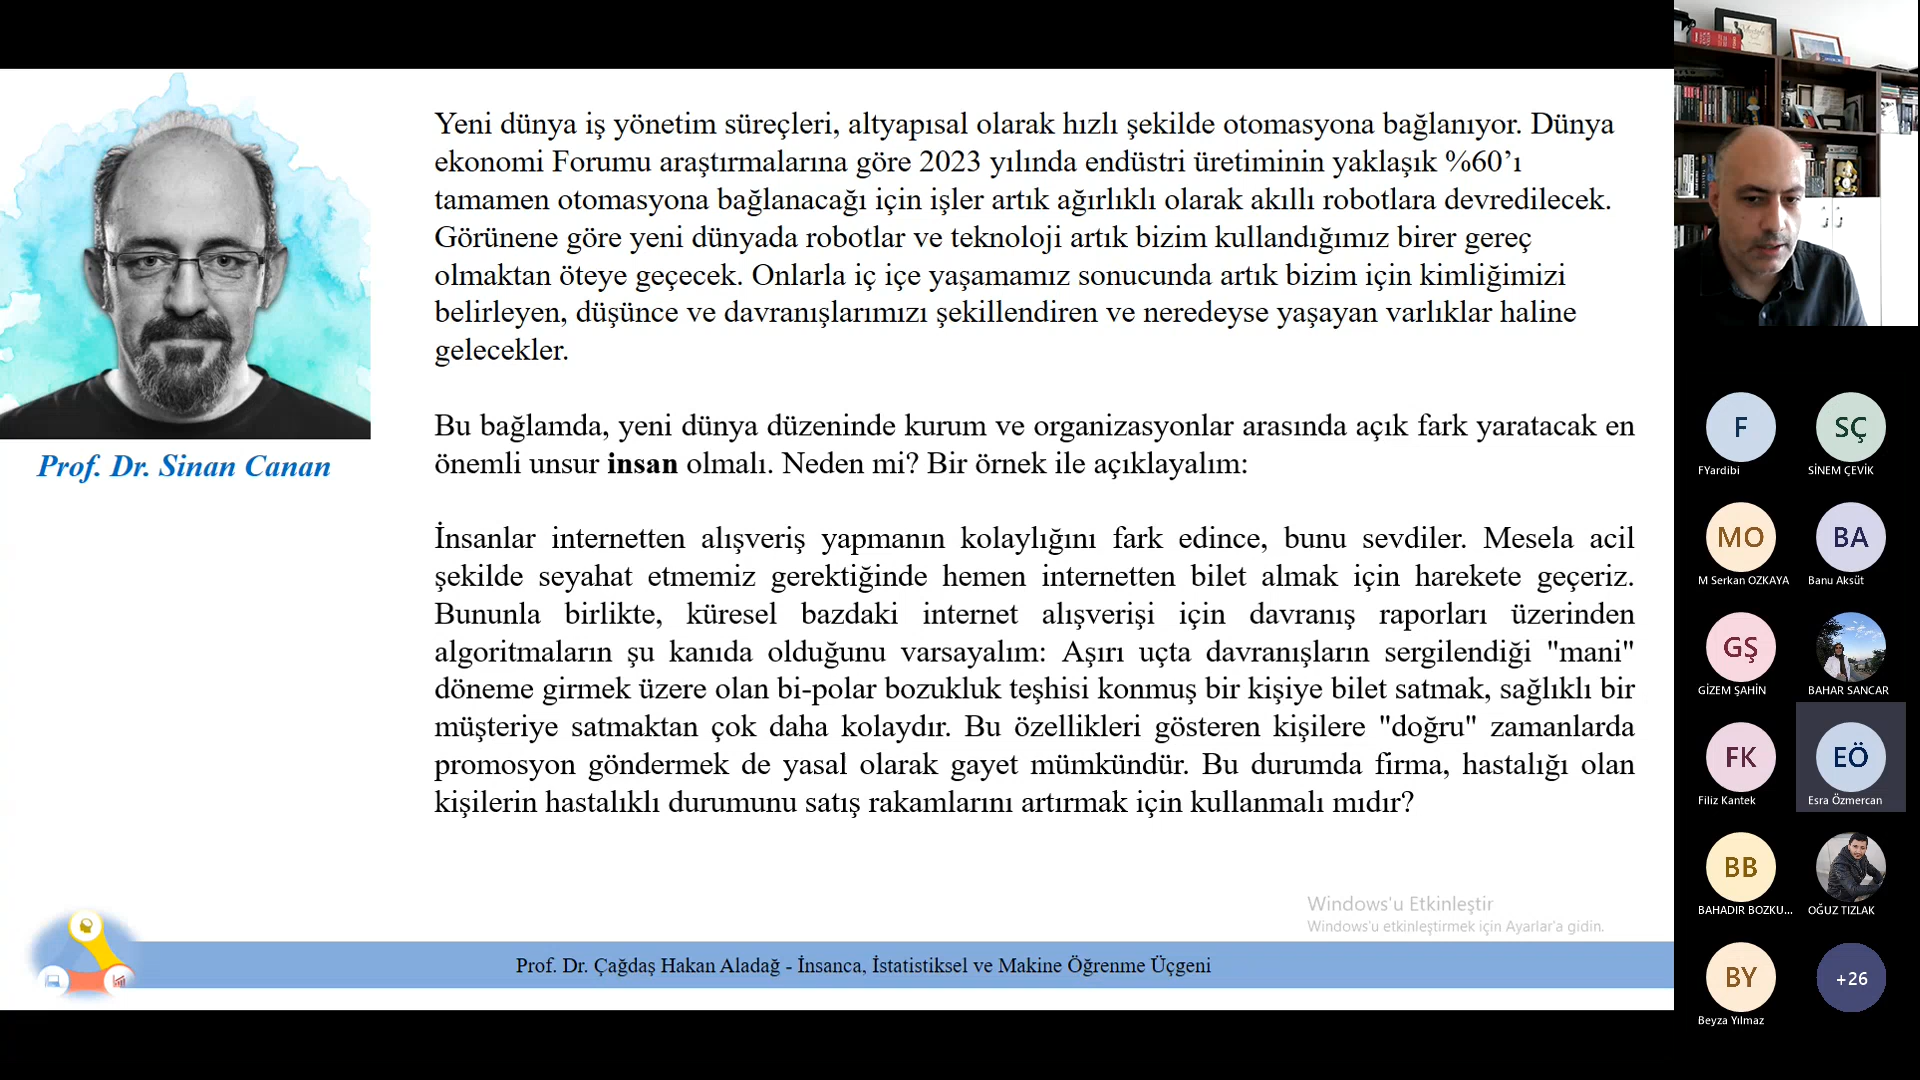 Yeni dünya iş yönetim süreçleri, altyapısal olarak hızlı şekilde otomasyona bağlanıyor. Dünya
ekonomi Forumu araştırmalarına göre 2023 yılında endüstri üretiminin yaklaşık %60’ı
tamamen otomasyona bağlanacağı için işler artık ağırlıklı olarak akıllı robotlara devredilecek.
Görünene göre yeni dünyada robotlar ve teknoloji artık bizim kullandığımız birer gereç
olmaktan öteye geçecek. Onlarla iç içe yaşamamız sonucunda artık bizim için kimliğimizi
belirleyen, düşünce ve davranışlarımızı şekillendiren ve neredeyse yaşayan varlıklar haline
gelecekler.
Bu bağlamda, yeni dünya düzeninde kurum ve organizasyonlar arasında açık fark yaratacak en
önemli unsur insan olmalı. Neden mi? Bir örnek ile açıklayalım:
İnsanlar internetten alışveriş yapmanın kolaylığını fark edince, bunu sevdiler. Mesela acil
şekilde seyahat etmemiz gerektiğinde hemen internetten bilet almak için harekete geçeriz.
Bununla birlikte, küresel bazdaki internet alışverişi için davranış raporları üzerinden
algoritmaların şu kanıda olduğunu varsayalım: Aşırı uçta davranışların sergilendiği "mani"
döneme girmek üzere olan bi-polar bozukluk teşhisi konmuş bir kişiye bilet satmak, sağlıklı bir
müşteriye satmaktan çok daha kolaydır. Bu özellikleri gösteren kişilere "doğru" zamanlarda
promosyon göndermek de yasal olarak gayet mümkündür. Bu durumda firma, hastalığı olan
kişilerin hastalıklı durumunu satış rakamlarını artırmak için kullanmalı mıdır?
Prof. Dr. Sinan Canan
Windows'u Etkinleştir
Windows'u etkinleştirmek için Ayarlar'a gidin.
Prof. Dr. Çağdaş Hakan Aladağ - İnsanca, İstatistiksel ve Makine Öğrenme Üçgeni
F
FYardibi
SÇ
SİNEM ÇEVİK
MO
M Serkan OZKAYA
BA
Banu Aksüt
GŞ
GİZEM ŞAHİN
BAHAR SANCAR
FK
Filiz Kantek
EÖ
Esra Özmercan
BB
BAHADIR BOZKU...
OĞUZ TIZLAK
BY
Beyza Yılmaz
+26